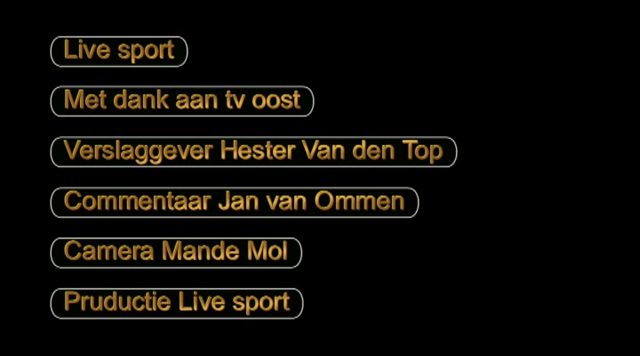 Live sport
Met dank aan tv oost
Verslaggever Hester Van den Top
Commentaar Jan van Ommen
Camera Mande Mol
Pruductie Live sport